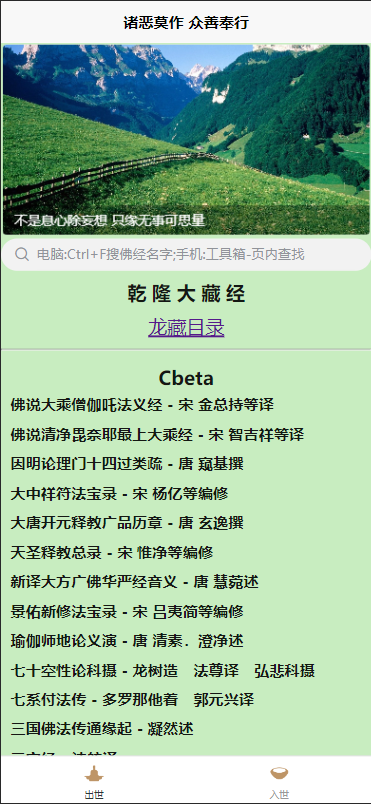 诸恶莫作 众善奉行
不是息心除妄想 只缘无事可思量
电脑:Ctrl+F搜佛经名字;手机:工具箱-页内查找
乾 隆 大 藏 经
龙藏目录
Cbeta
佛说大乘僧伽吒法义经 - 宋 金总持等译
佛说清净毘奈耶最上大乘经 - 宋 智吉祥等译
因明论理门十四过类疏 - 唐 窥基撰
大中祥符法宝录 - 宋 杨亿等编修
大唐开元释教广品历章 - 唐 玄逸撰
天圣释教总录 - 宋 惟净等编修
新译大方广佛华严经音义 - 唐 慧菀述
景佑新修法宝录 - 宋 吕夷简等编修
瑜伽师地论义演 - 唐 清素．澄净述
七十空性论科摄 - 龙树造　法尊译　弘悲科摄
七系付法传 - 多罗那他着　郭元兴译
三国佛法传通缘起 - 凝然述
出世
入世